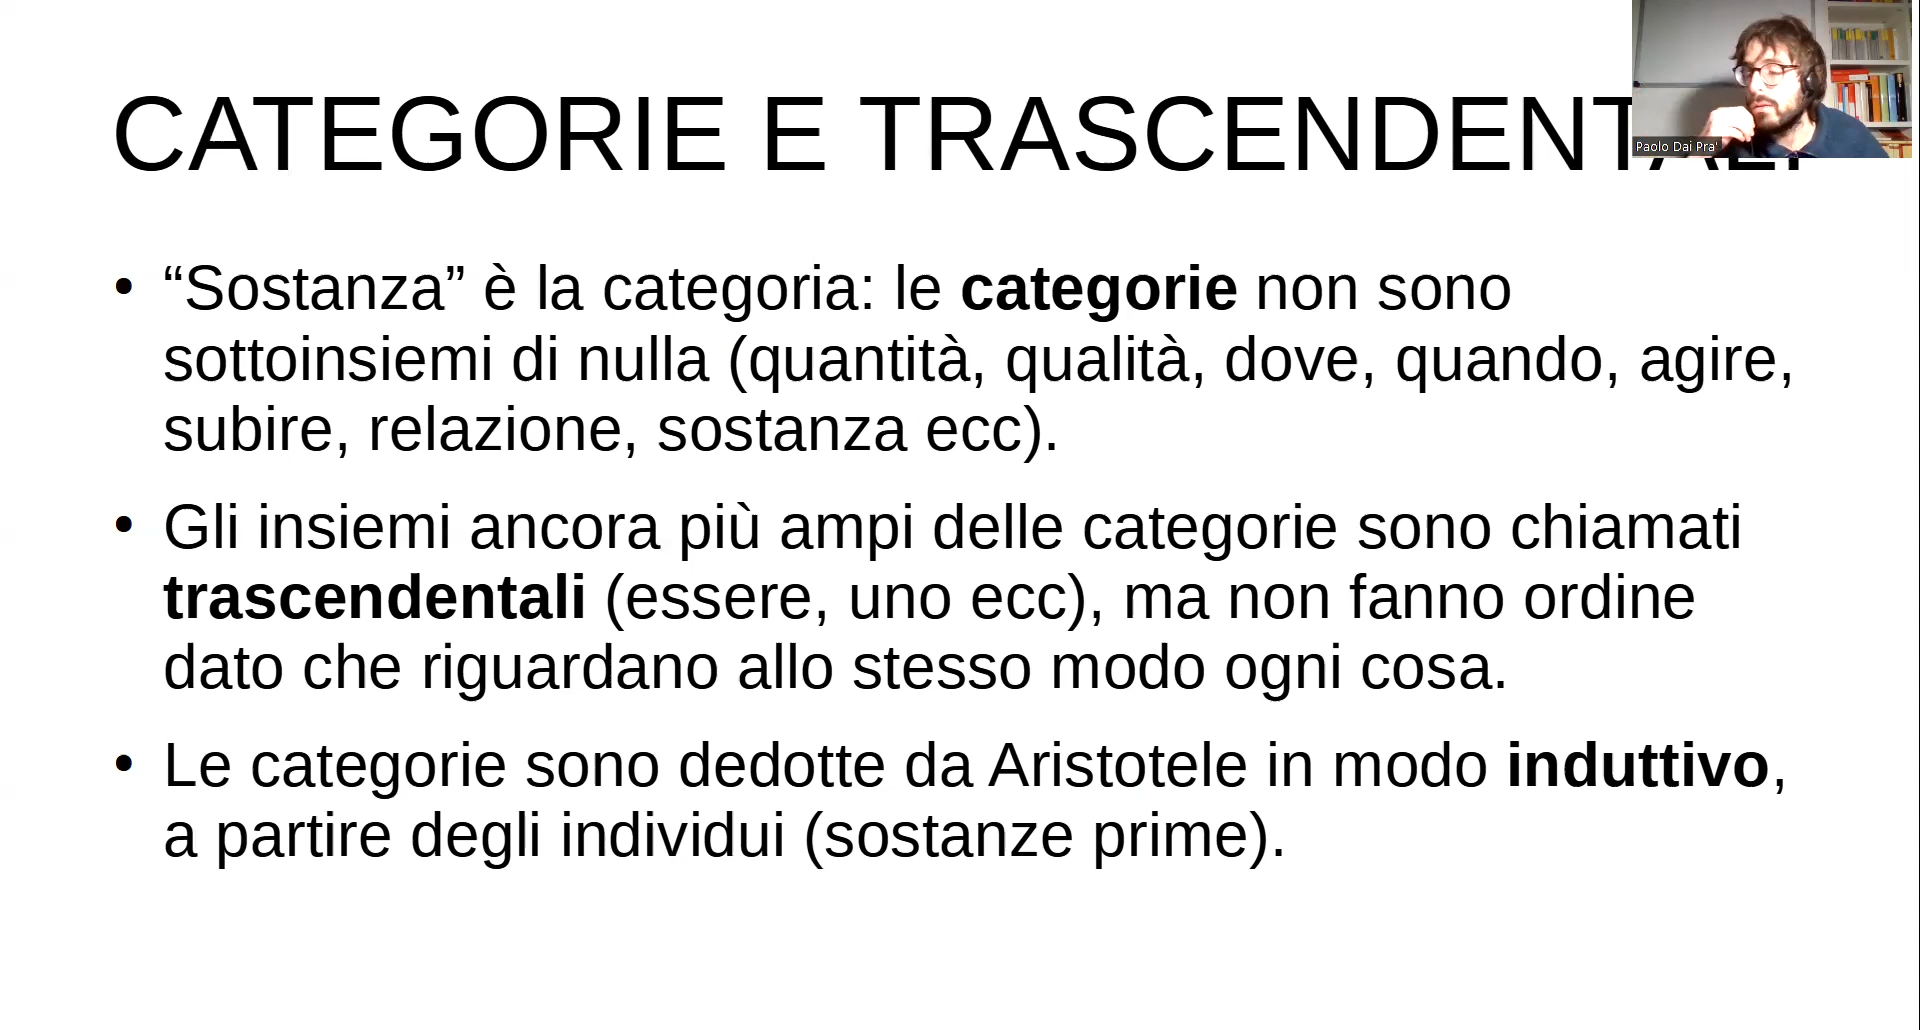 CATEGORIE E TRASCENDENTALI
Paolo Dai Pra'
• “Sostanza” è la categoria: le categorie non sono
sottoinsiemi di nulla (quantità, qualità, dove, quando, agire,
subire, relazione, sostanza ecc).
• Gli insiemi ancora più ampi delle categorie sono chiamati
trascendentali (essere, uno ecc), ma non fanno ordine
dato che riguardano allo stesso modo ogni cosa.
• Le categorie sono dedotte da Aristotele in modo induttivo,
a partire degli individui (sostanze prime).